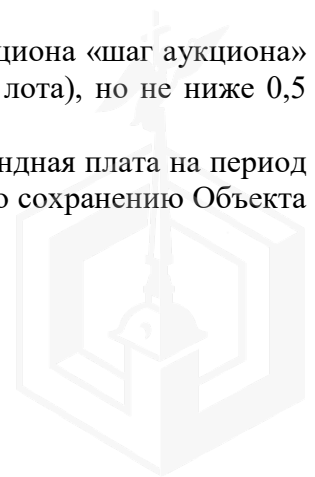 циона «шаг аукциона»
лота), но не ниже 0,5
ндная плата на период
о сохранению Объекта